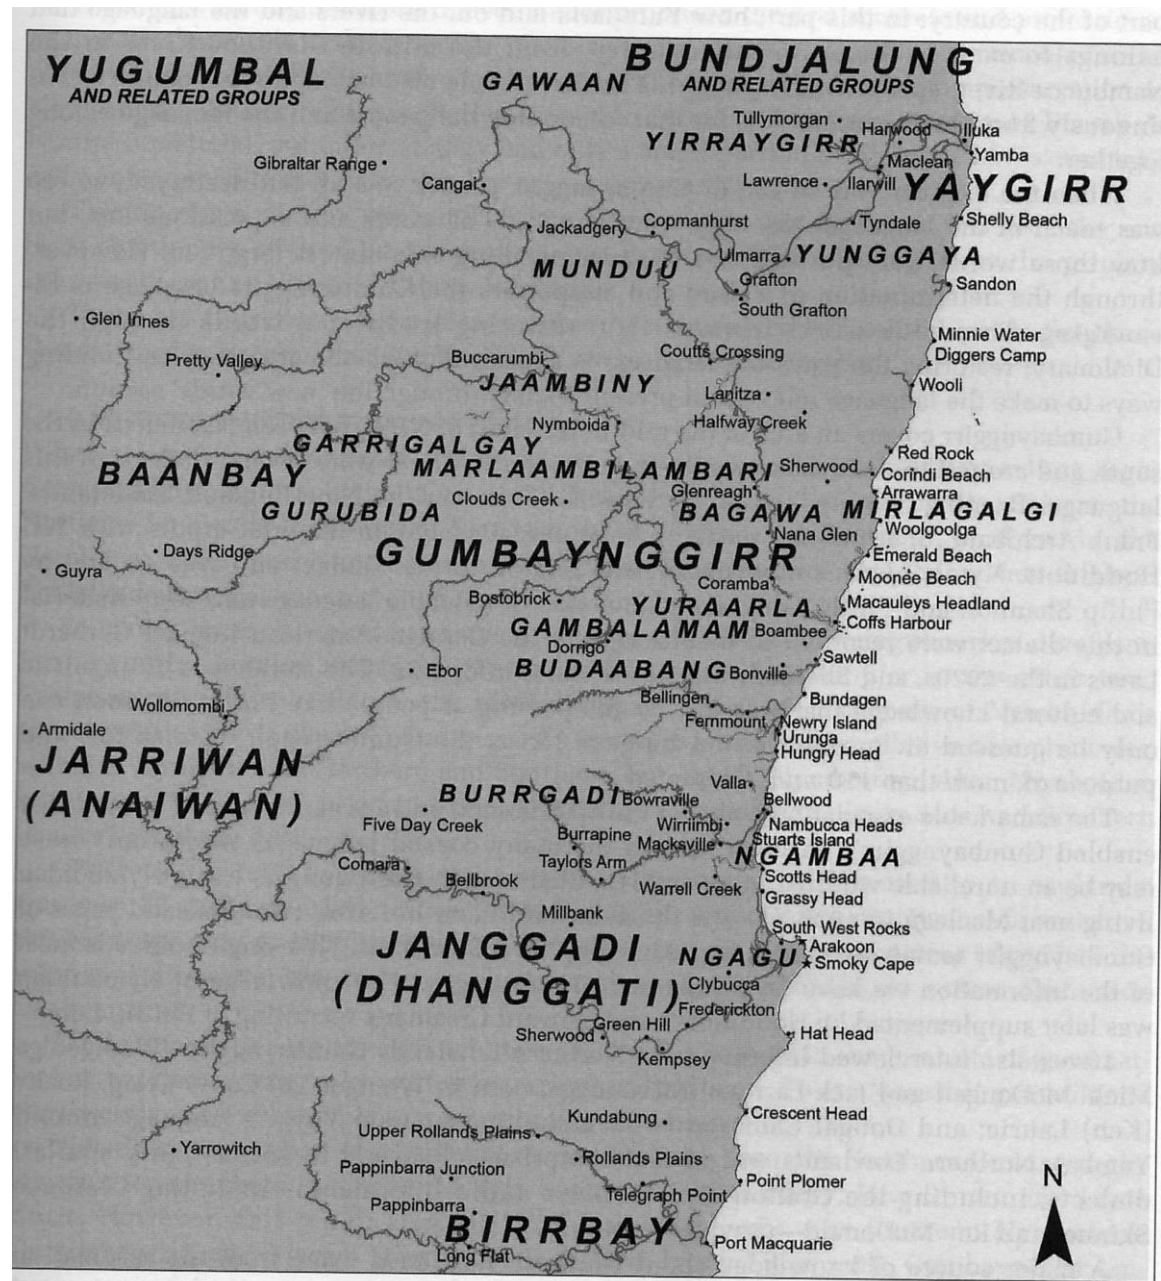 YUGUMBAL
AND RELATED GROUPS
GAWAAN
BUNDJALUNG
AND RELATED GROUPS
Tullymorgan
Harwood
Iluka
YIRRAYGIRR
Yamba
Maclean
Gibraltar Range
Cangai
Lawrence
Ilarwill
YAYGIRR
Copmanhurst
Tyndale
Shelly Beach
Jackadgery
Ulmarra
YUNGGAYA
MUNDUU
Grafton
Sandon
South Grafton
Glen Innes
Minnie Water
Diggers Camp
Pretty Valley
Buccarumbi
Coutts Crossing
JAAMBINY
Wooli
Lanitza
Nymboida
Halfway Creek
GARRIGALGAY
Red Rock
BAANBAY
MARLAAMBILAMBARI
Sherwood
Corindi Beach
Clouds Creek
Glenreagh
Arrawarra
GURUBIDA
BAGAWA
MIRLAGALGI
Nana Glen
Woolgoolga
Days Ridge
GUMBAYNGGIRR
Emerald Beach
Guyra
Coramba
Moonee Beach
Bostobrick
YURAARLA
Macauleys Headland
GAMBALAMAM
Boambee
Coffs Harbour
Dorrigo
Ebor
BUDAABANG
Bonville
Sawtell
Wollomombi
Bellingen
Bundagen
Fernmount
Newry Island
Armidale
Urunga
Hungry Head
JARRIWAN
(ANAIWAN)
Valla
BURRGADI
Bowraville
Bellwood
Five Day Creek
Wirriimbi
Nambucca Heads
Burrapine
Macksville
Stuarts Island
Comara
Taylors Arm
NGAMBAA
Bellbrook
Scotts Head
Warrell Creek
Grassy Head
Millbank
South West Rocks
JANGGADI
(DHANGGATI)
NGAGU
Arakoon
Smoky Cape
Clybucca
Frederickton
Green Hill
Sherwood
Hat Head
Kempsey
Kundabung
Crescent Head
Upper Rollands Plains
Yarrowitch
Rollands Plains
Pappinbarra Junction
Point Plomer
Telegraph Point
Pappinbarra
BIRRBAY
Long Flat
Port Macquarie
N